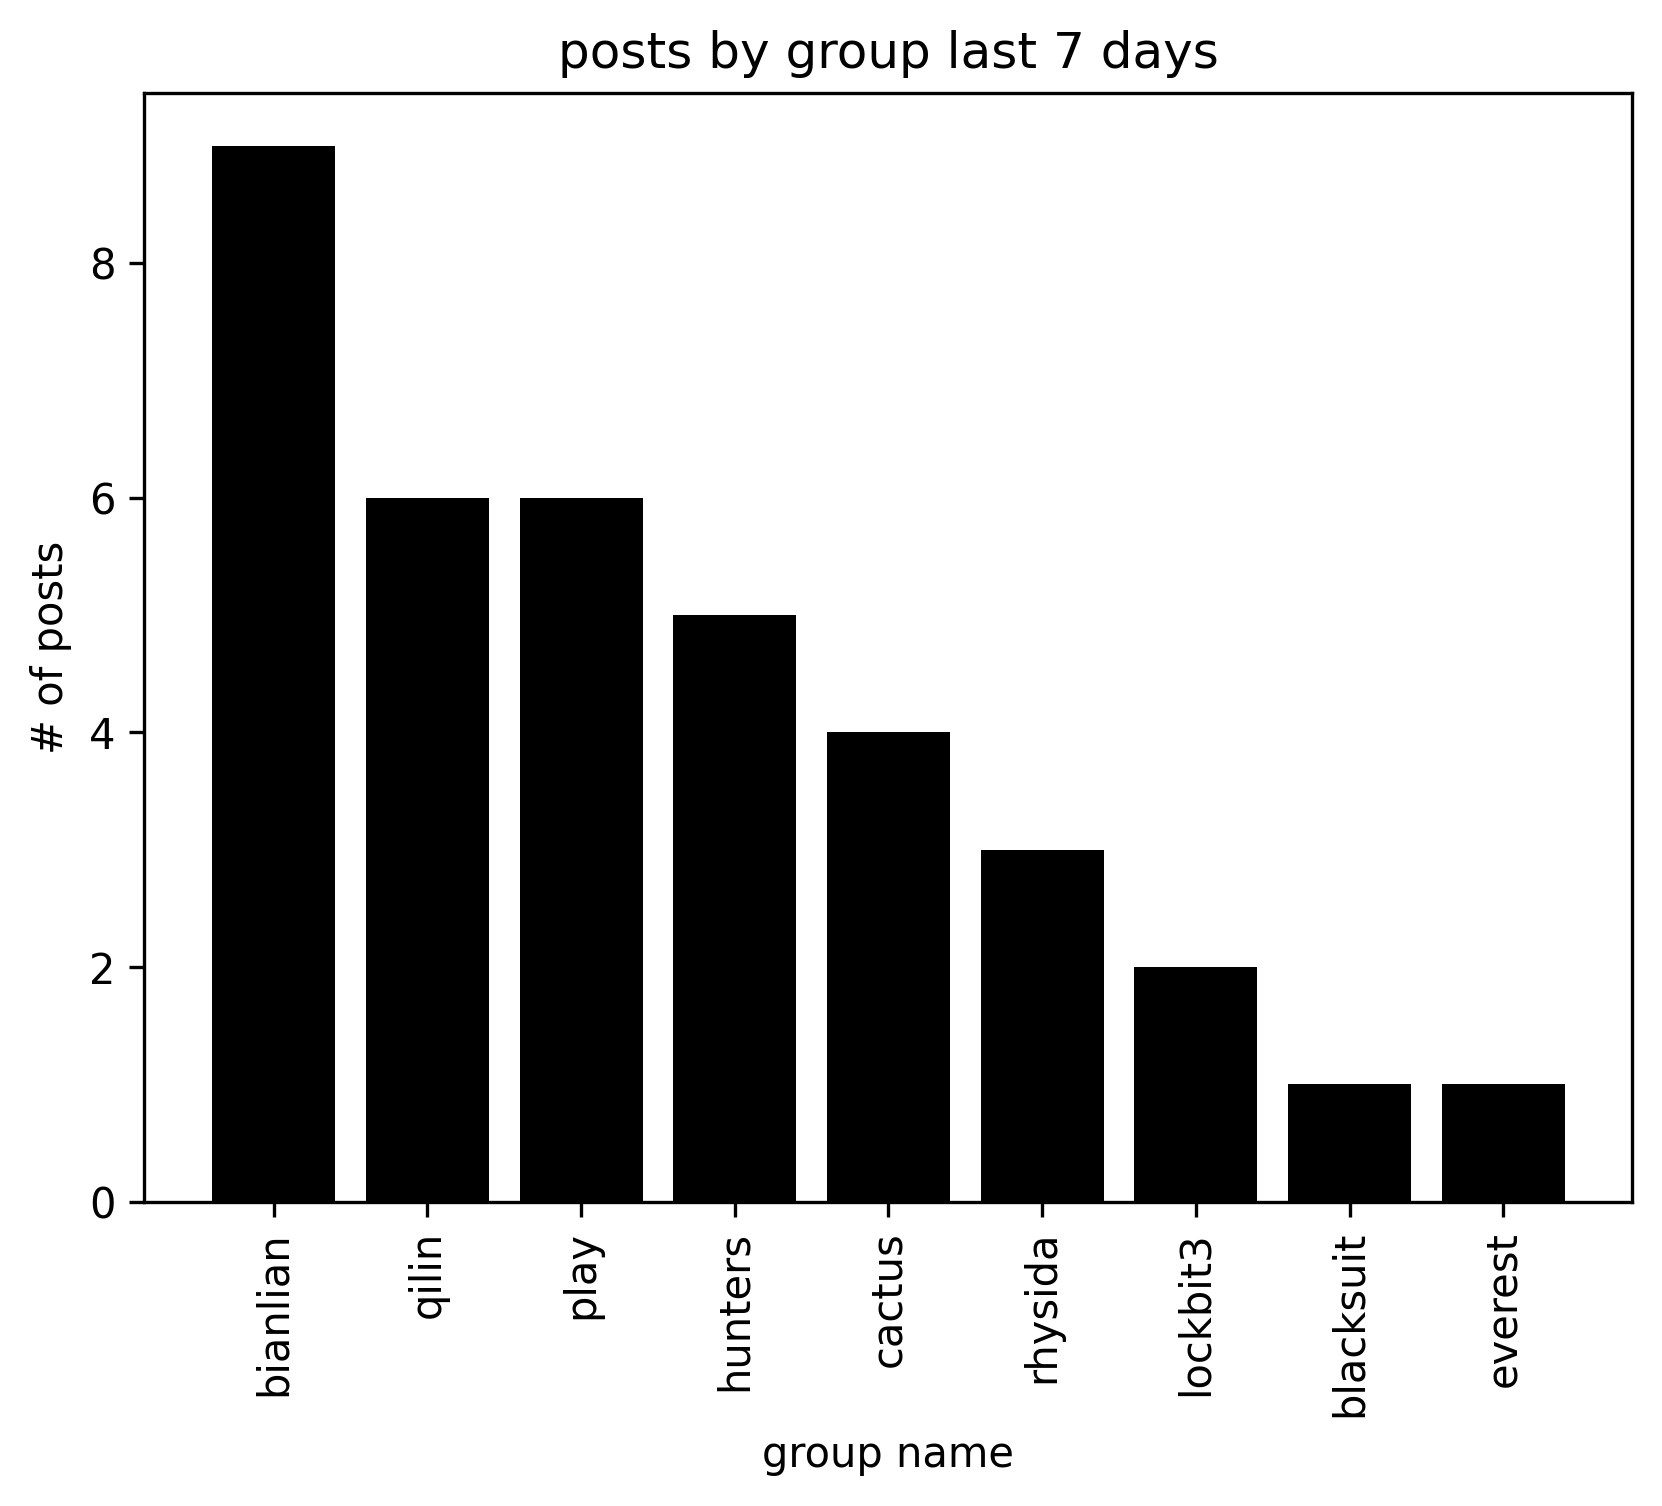 posts by group last 7 days
# of posts
8
6
4
2
0
bianlian
qilin
play
hunters
cactus
rhysida
lockbit3
blacksuit
everest
group name